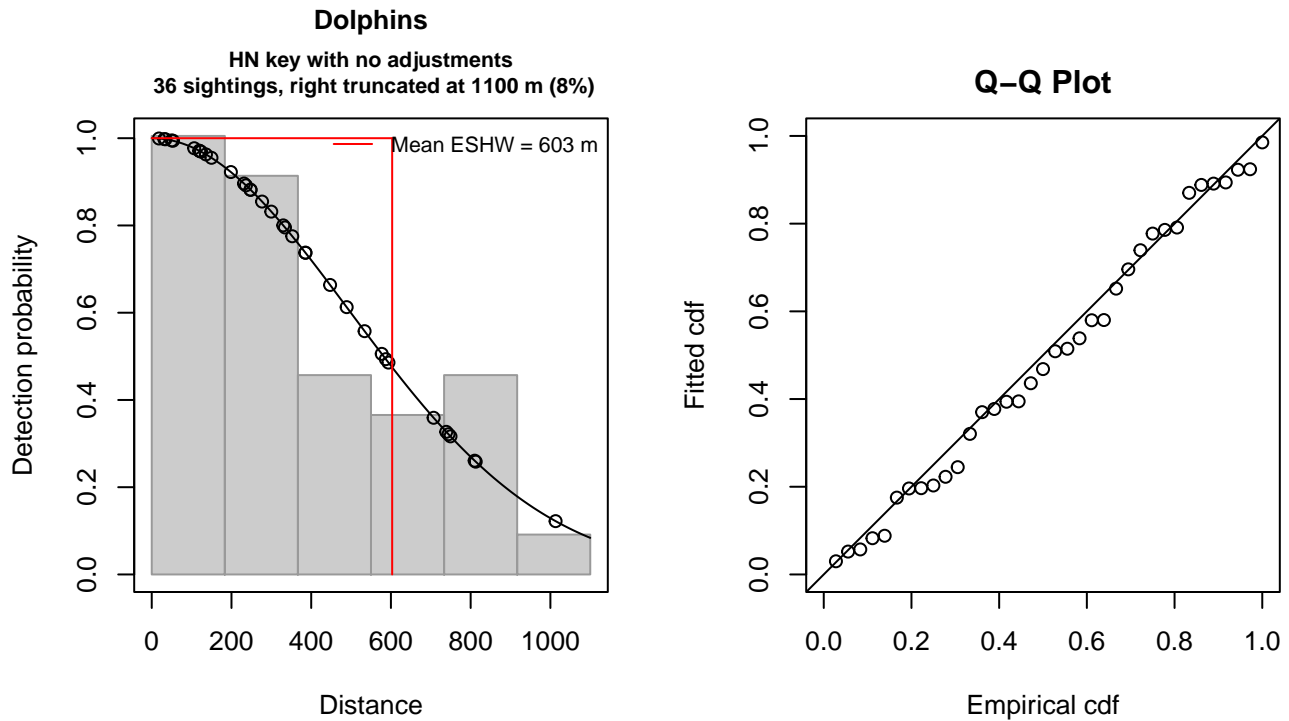 Dolphins
HN key with no adjustments
36 sightings, right truncated at 1100 m (8%)
Mean ESHW = 603 m
Detection probability
0.0 0.2 0.4 0.6 0.8 1.0
0 200 400 600 800 1000
Distance
Q−Q Plot
Fitted cdf
0.0 0.2 0.4 0.6 0.8 1.0
0.0 0.2 0.4 0.6 0.8 1.0
Empirical cdf